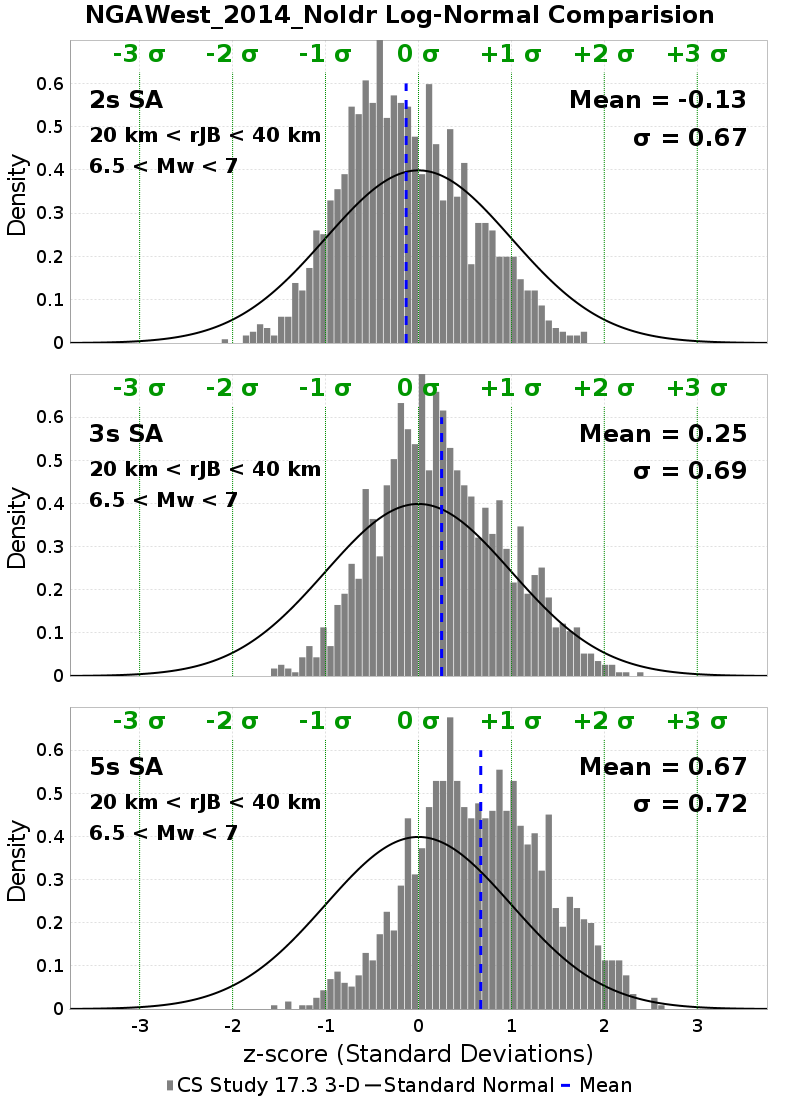 NGAWest_2014_NoIdr Log-Normal Comparision
-3 σ -2 σ -1 σ 0 σ +1 σ +2 σ +3 σ
2s SA Mean = -0.13
20 km < rJB < 40 km σ = 0.67
6.5 < Mw < 7
Density
0.6
0.5
0.4
0.3
0.2
0.1
0
-3 σ -2 σ -1 σ 0 σ +1 σ +2 σ +3 σ
3s SA Mean = 0.25
20 km < rJB < 40 km σ = 0.69
6.5 < Mw < 7
Density
0.6
0.5
0.4
0.3
0.2
0.1
0
-3 σ -2 σ -1 σ 0 σ +1 σ +2 σ +3 σ
5s SA Mean = 0.67
20 km < rJB < 40 km σ = 0.72
6.5 < Mw < 7
Density
0.6
0.5
0.4
0.3
0.2
0.1
0
-3 -2 -1 0 1 2 3
z-score (Standard Deviations)
CS Study 17.3 3-D Standard Normal Mean